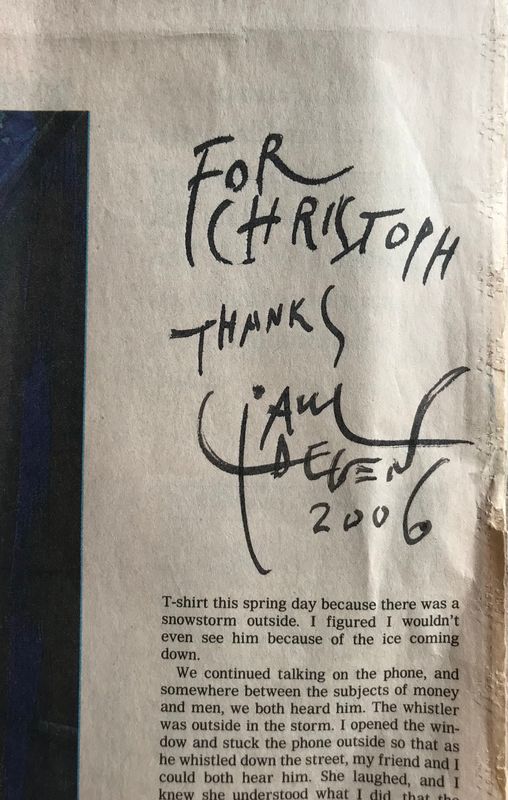 FOR
CHRISTOPH
THANKS
PAUL
DEGEN
2006
T-shirt this spring day because there was a
snowstorm outside. I figured I wouldn't
even see him because of the ice coming
down.
We continued talking on the phone, and
somewhere between the subjects of money
and men, we both heard him. The whistler
was outside in the storm. I opened the win-
dow and stuck the phone outside so that as
he whistled down the street, my friend and I
could both hear him. She laughed, and I
knew she understood what I did, that the